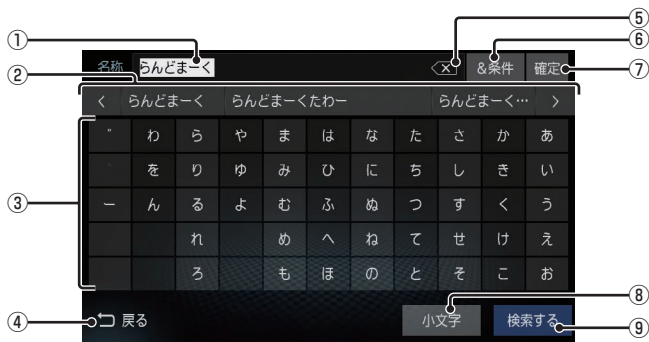 ⑤
① ⑥
名称 らんどまーく &条件 確定 ⑦
②
< らんどまーく らんどまーくたわー らんどまーく… >
゛ わ ら や ま は な た さ か あ
゜ を り ゆ み ひ に ち し き い
③ ー ん る よ む ふ ぬ つ す く う
れ め へ ね て せ け え
ろ も ほ の と そ こ お
⑧
④ 戻る 小文字 検索する ⑨